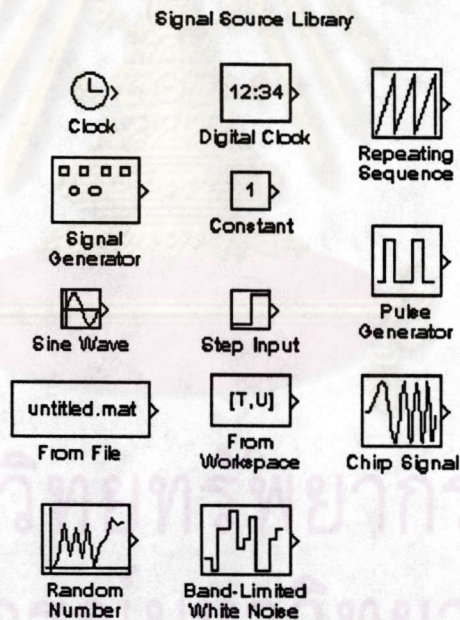 Signal Source Library
Clock
12:34
Digital Clock
Repeating
Sequence
Signal
Generator
1
Constant
Pulse
Generator
Sine Wave
Step Input
untitled.mat
From File
[T,U]
From
Workspace
Chirp Signal
Random
Number
Band-Limited
White Noise